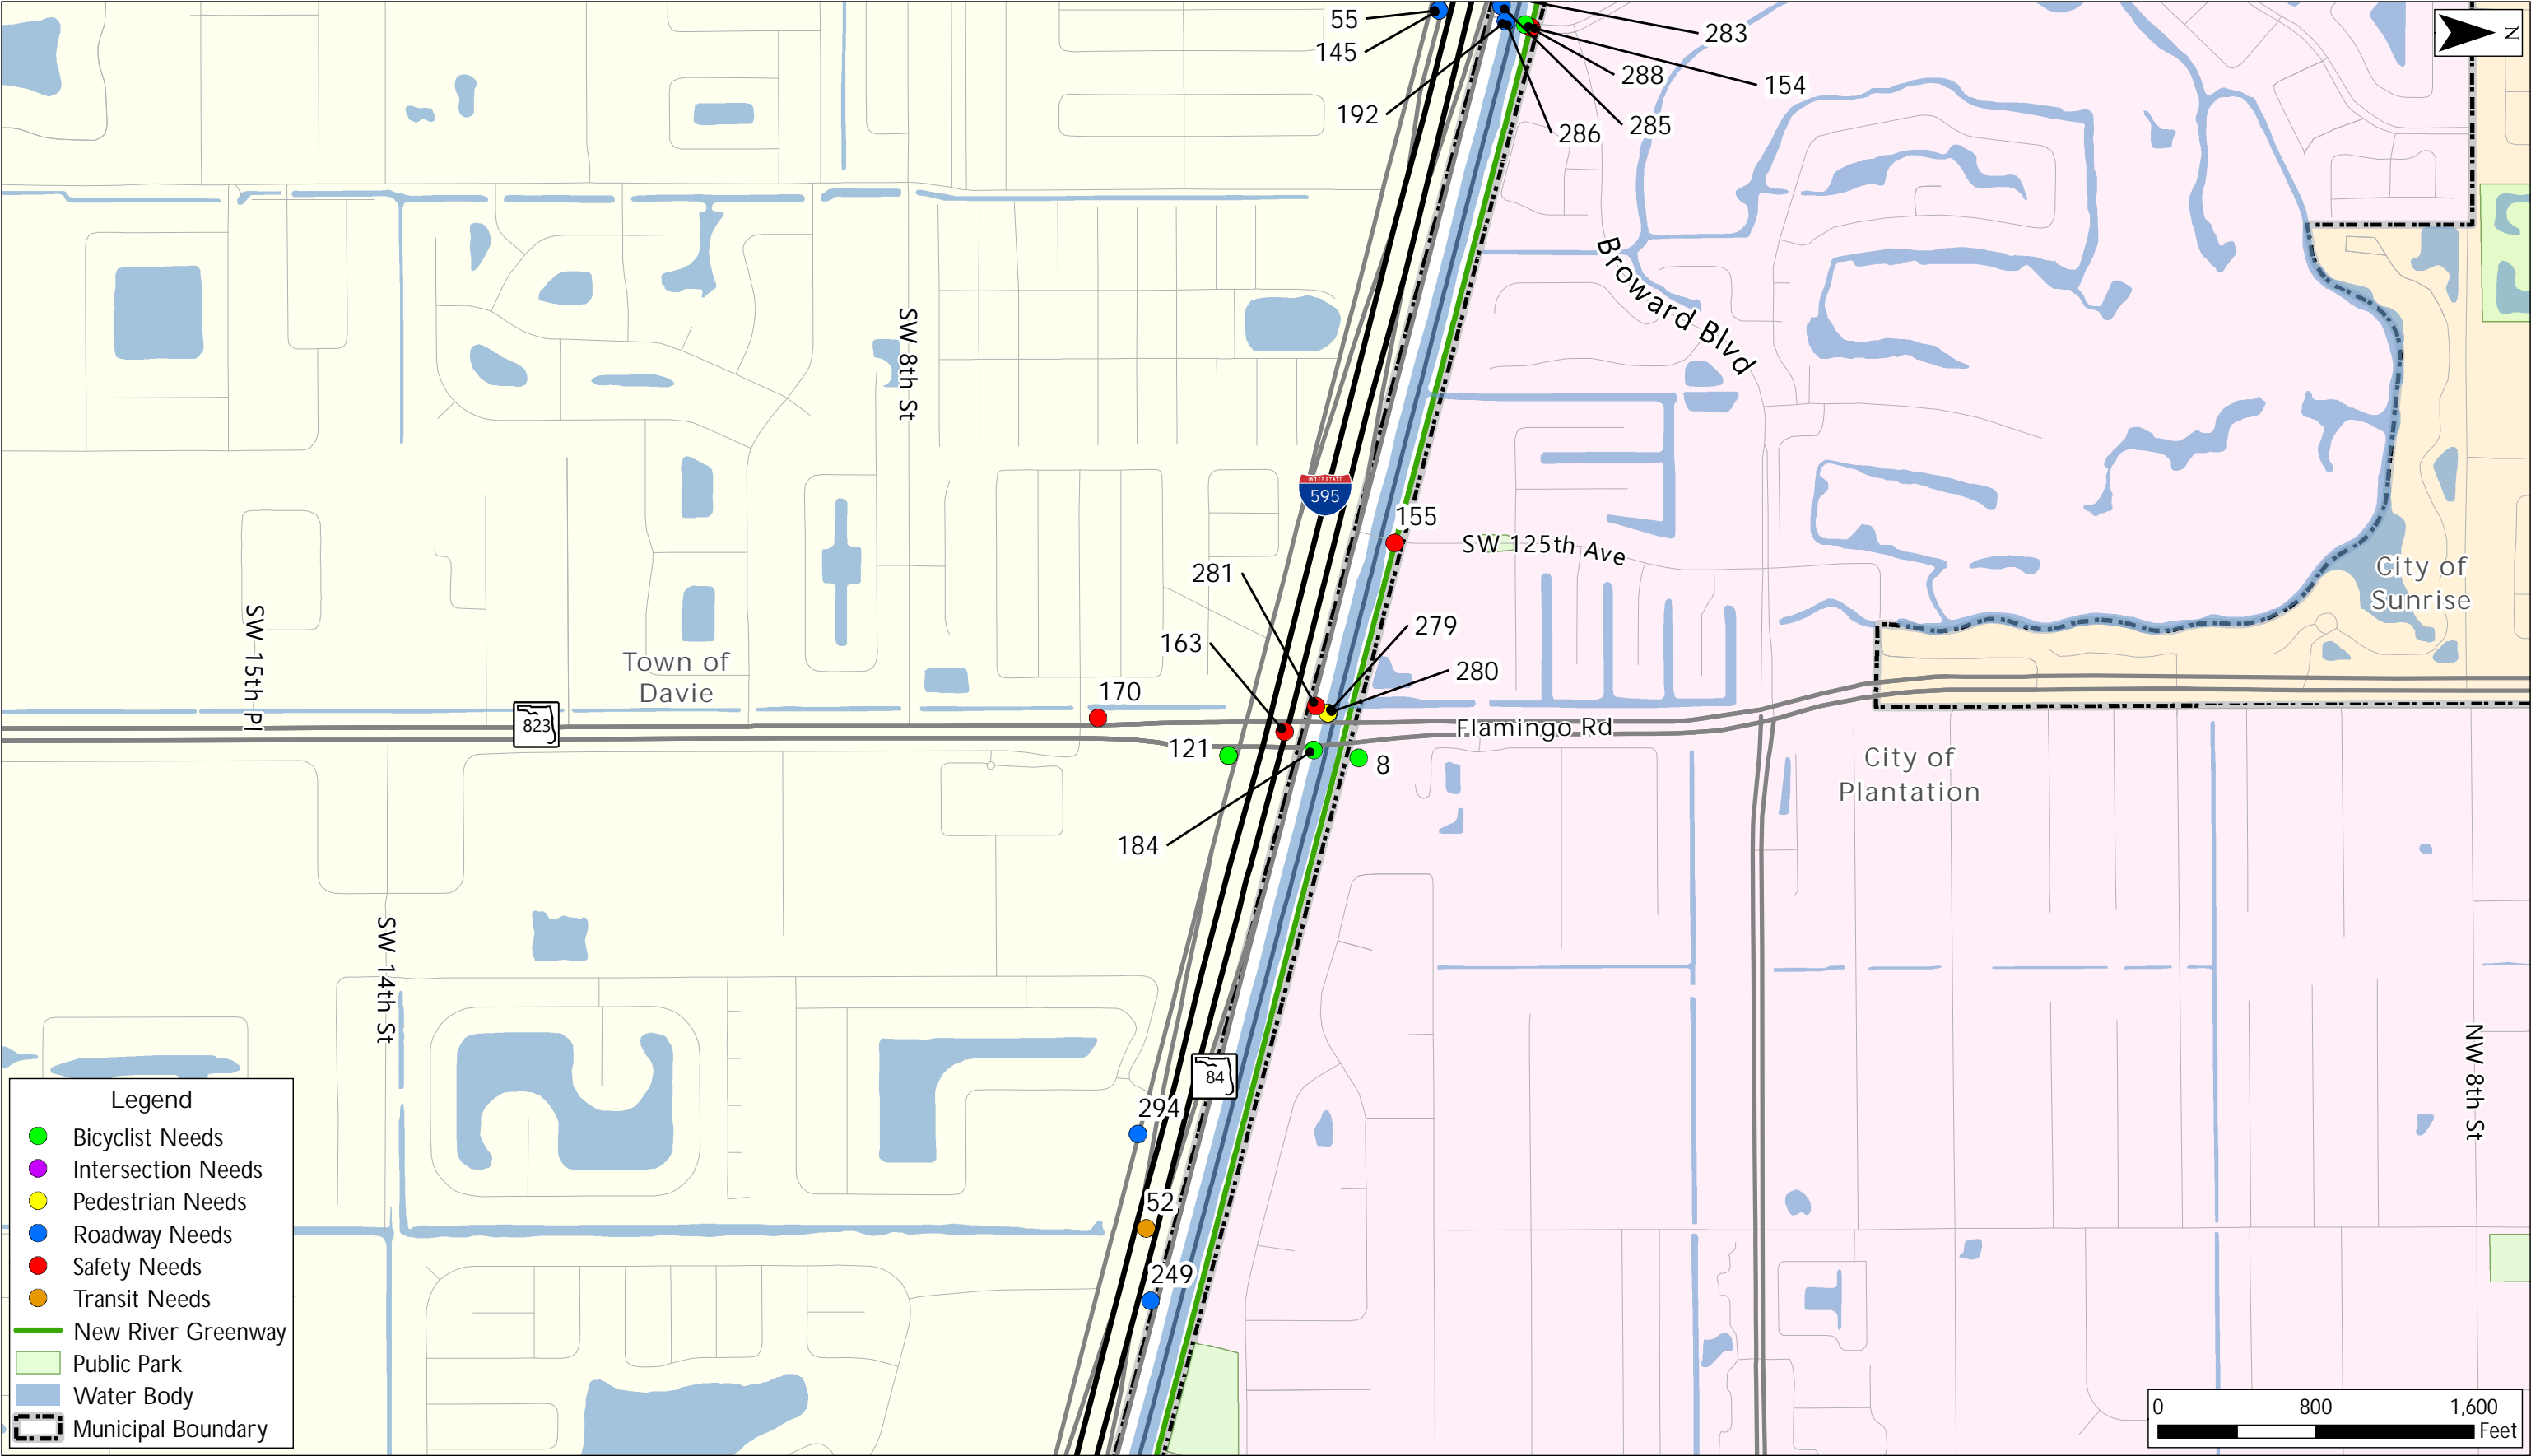 55
145
192
283
288
154
285
286
N
Broward Blvd
SW 8th St
INTERSTATE
595
155
SW 125th Ave
281
279
163
280
City of
Sunrise
SW 15th Pl
Town of
Davie
170
823
121
Flamingo Rd
8
City of
Plantation
184
SW 14th St
84
294
NW 8th St
52
249
Legend
Bicyclist Needs
Intersection Needs
Pedestrian Needs
Roadway Needs
Safety Needs
Transit Needs
New River Greenway
Public Park
Water Body
Municipal Boundary
0 800 1,600
Feet